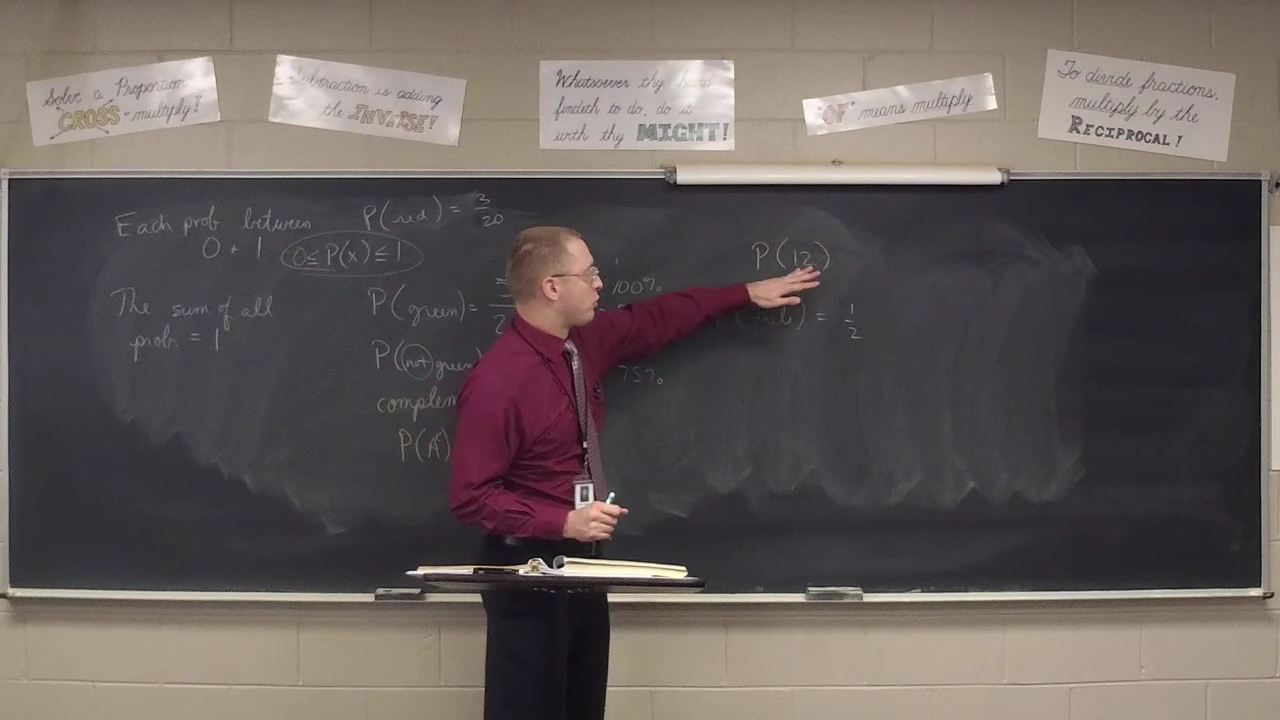 Solve a Proportion
CROSS-multiply!
Subtraction is adding
the INVERSE!
Whatsoever thy hand
findeth to do, do it
with thy MIGHT!
"OF" means multiply
To divide fractions,
multiply by the
RECIPROCAL!
Each prob between
0 + 1
0≤P(x)≤1
The sum of all
prob. = 1
P(red) = 3/20
P(green) =
P(not green
complem
P(A
100%
75%
P(12)
) = 1/2